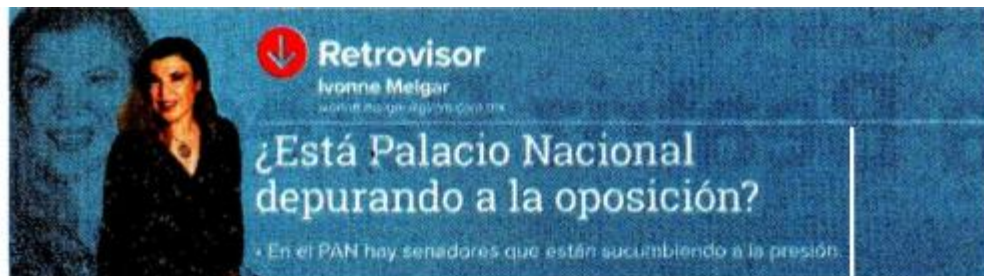 Retrovisor
Ivonne Melgar
¿Está Palacio Nacional
depurando a la oposición?
• En el PAN hay senadores que están sucumbiendo a la presión.